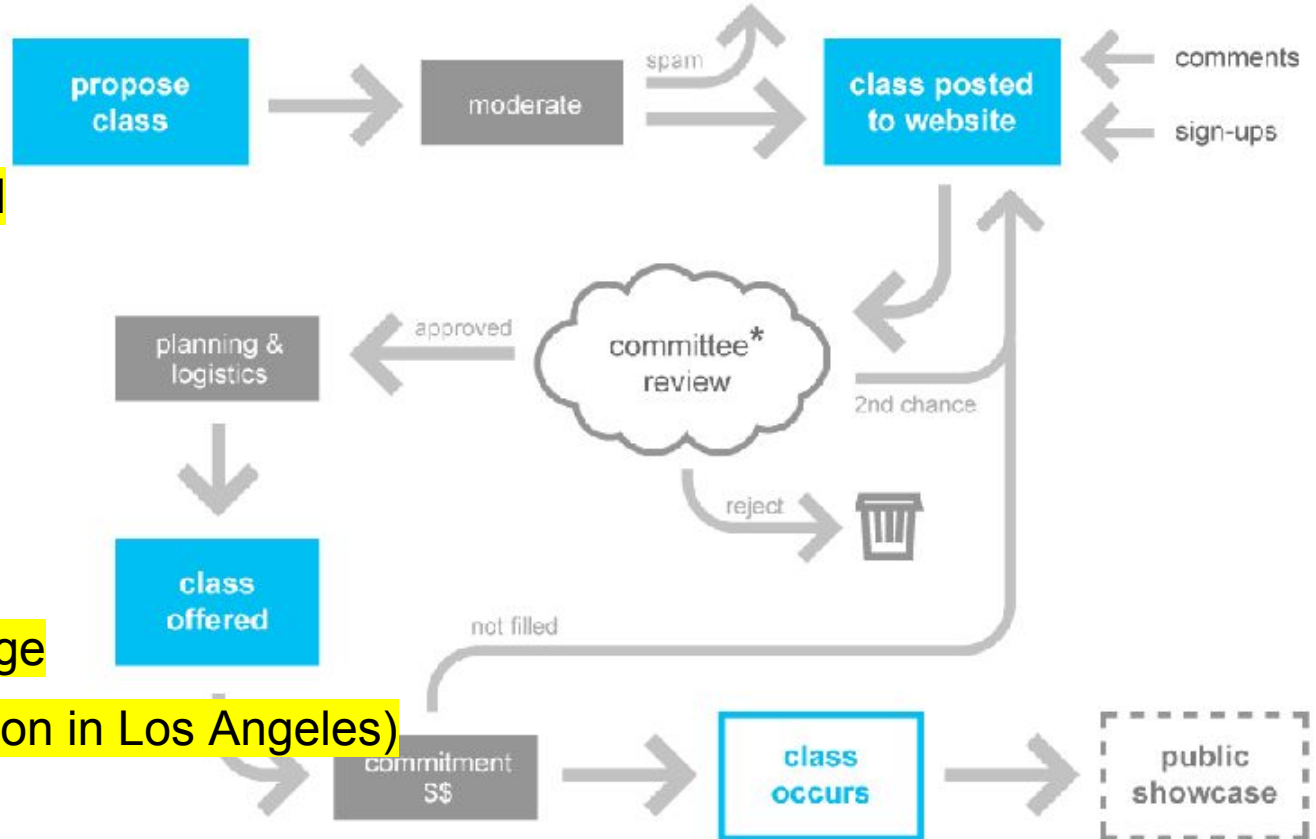 spam
comments
propose
class
moderate
class posted
to website
sign-ups
approved
planning &
logistics
committee*
review
2nd chance
reject
class
offered
not filled
ge
on in Los Angeles)
commitment
S$
class
occurs
public
showcase